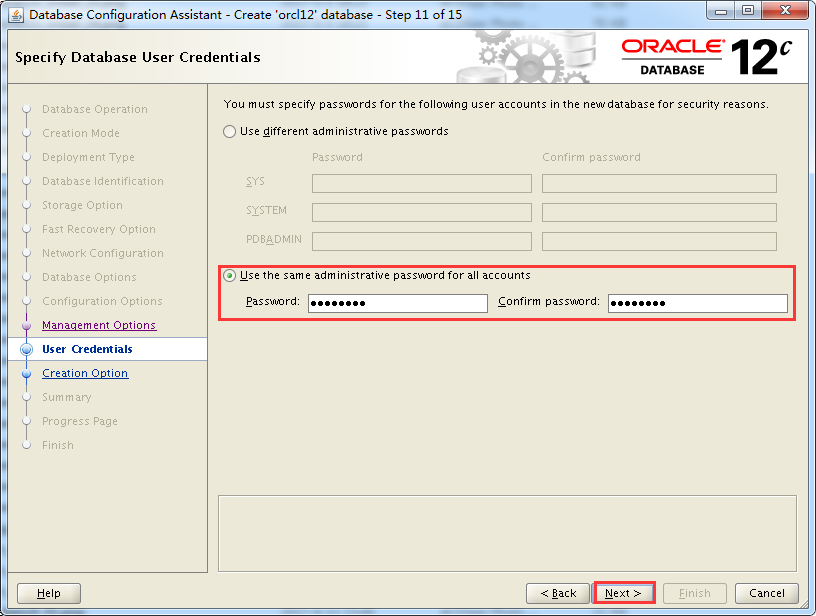 Database Configuration Assistant - Create 'orcl12' database - Step 11 of 15
Specify Database User Credentials
ORACLE®
DATABASE
12c
Database Operation
Creation Mode
Deployment Type
Database Identification
Storage Option
Fast Recovery Option
Network Configuration
Database Options
Configuration Options
Management Options
User Credentials
Creation Option
Summary
Progress Page
Finish
You must specify passwords for the following user accounts in the new database for security reasons.
Use different administrative passwords
Password Confirm password
SYS
SYSTEM
PDBADMIN
Use the same administrative password for all accounts
Password: ●●●●●●●● Confirm password: ●●●●●●●●
Help < Back Next > Finish Cancel